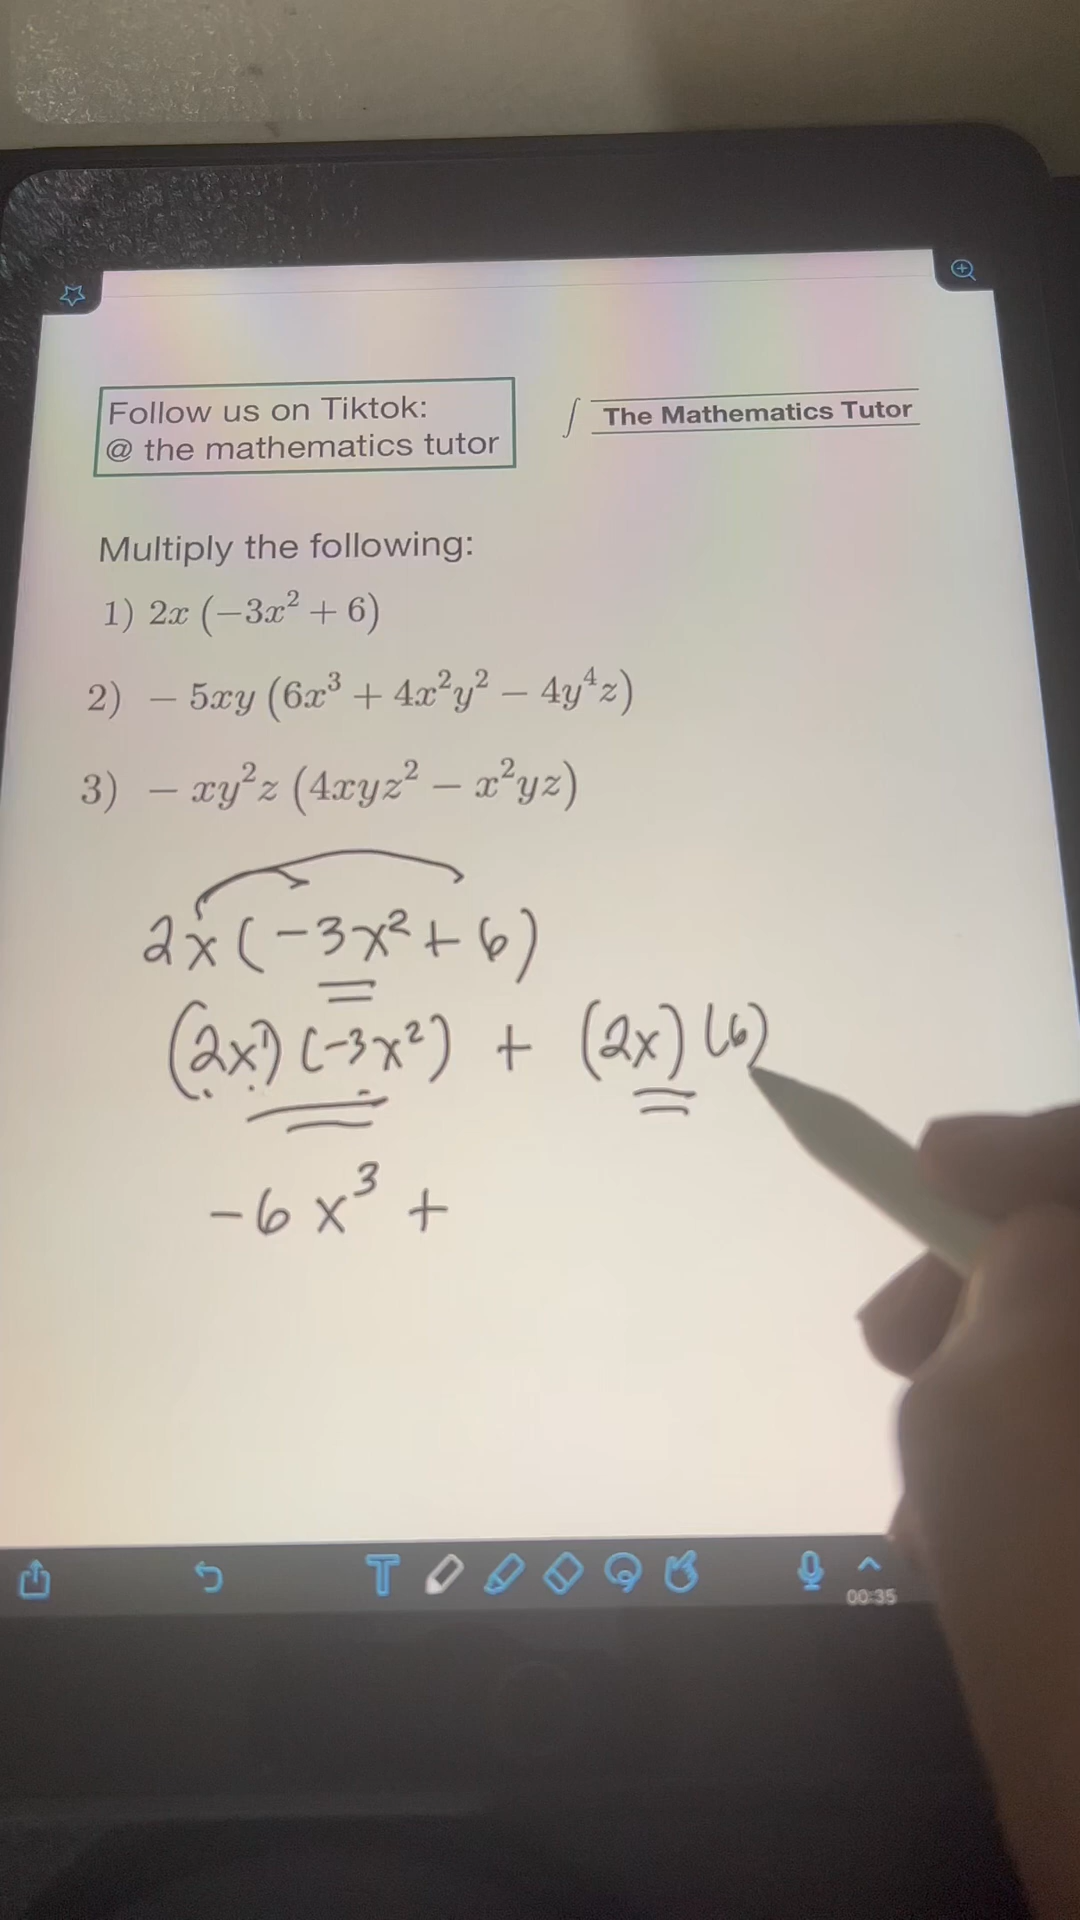 Follow us on Tiktok:
@ the mathematics tutor
∫ The Mathematics Tutor
Multiply the following:
1) 2x (−3x² + 6)
2) − 5xy (6x³ + 4x²y² − 4y⁴z)
3) − xy²z (4xyz² − x²yz)
2x(-3x²+6)
(2x¹)(-3x²) + (2x)(6)
-6x³ +
T
00:35